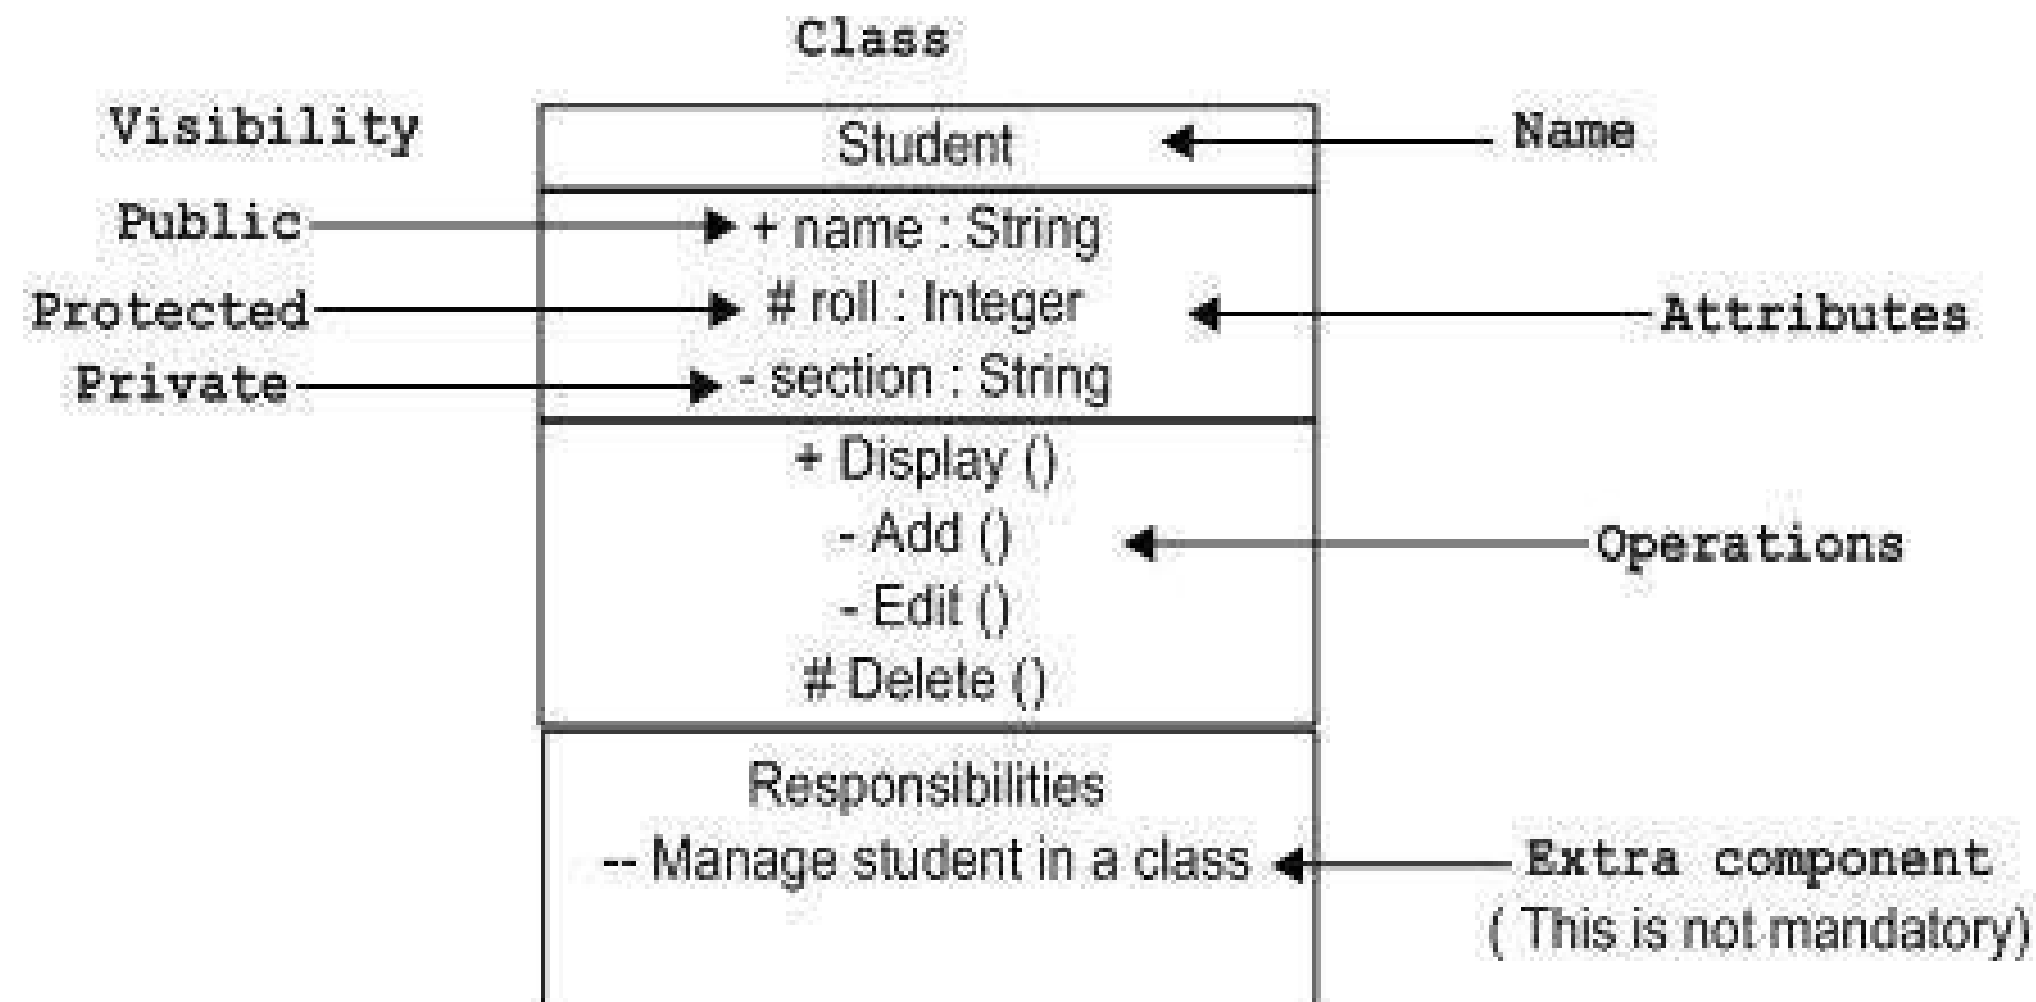 Class
Visibility
Student
Name
Public
+ name : String
Protected
# roll : Integer
Attributes
Private
- section : String
+ Display ()
- Add ()
Operations
- Edit ()
# Delete ()
Responsibilities
-- Manage student in a class
Extra component
( This is not mandatory)